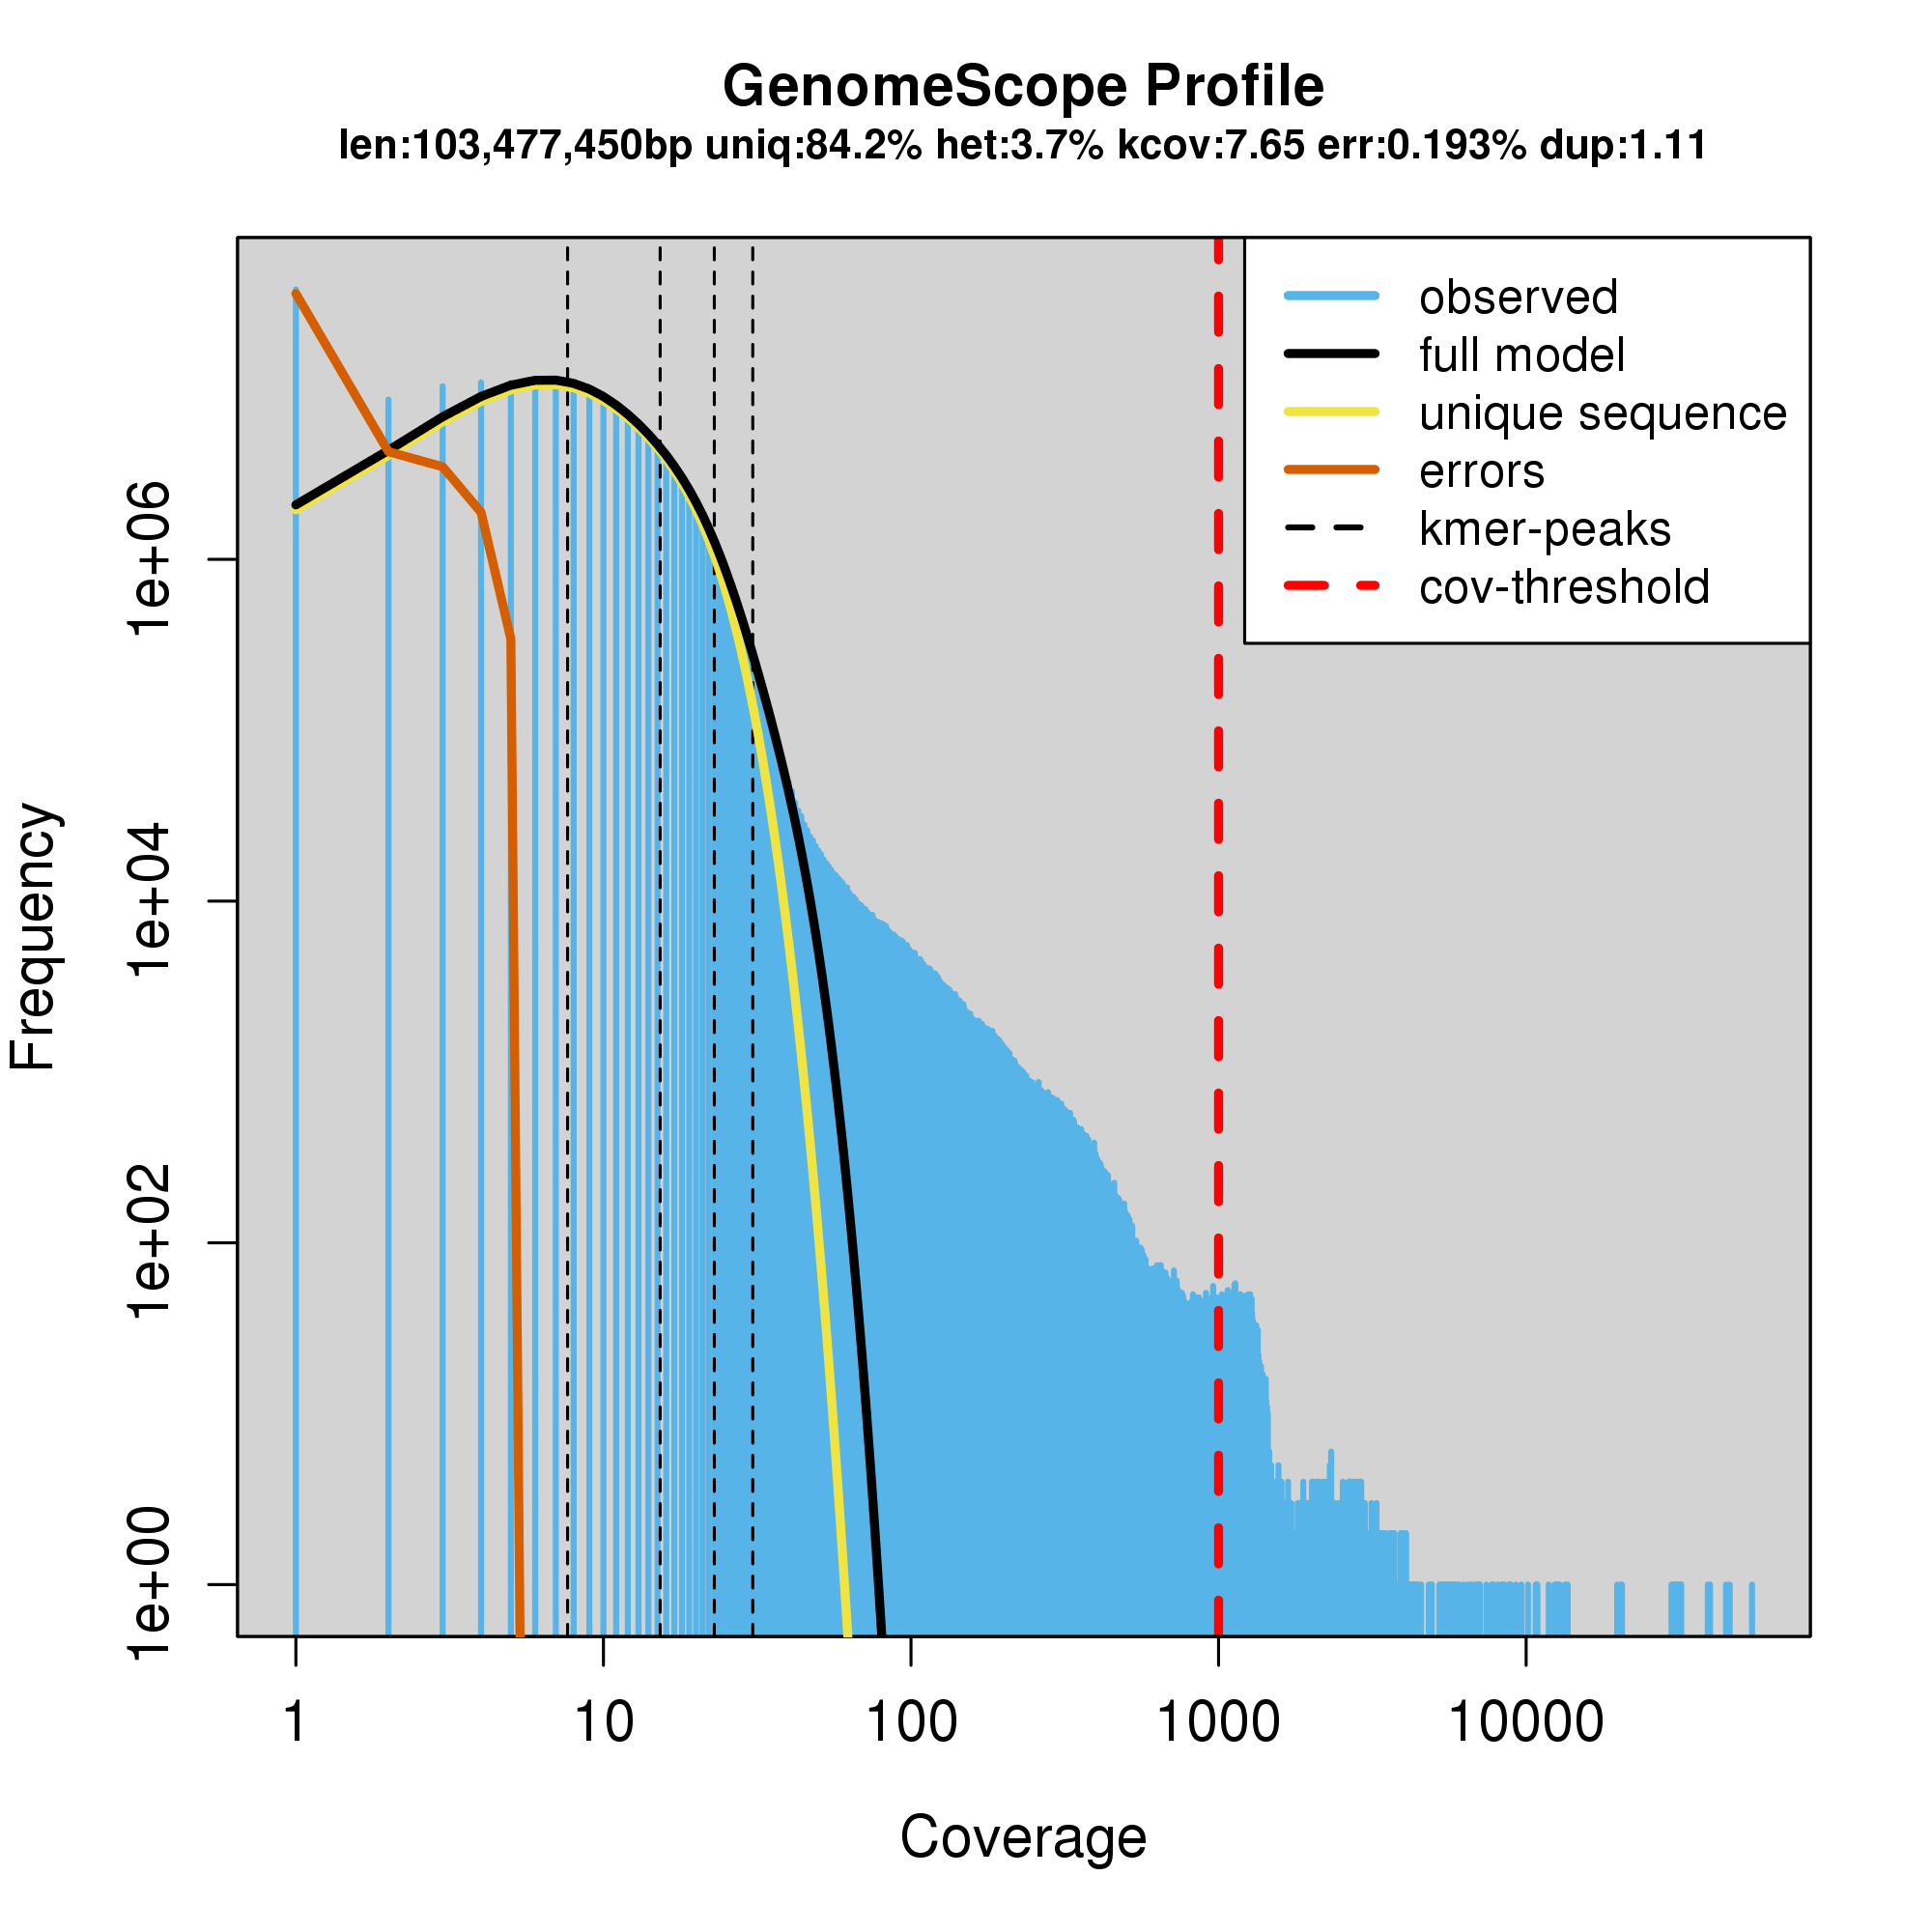 GenomeScope Profile
len:103,477,450bp uniq:84.2% het:3.7% kcov:7.65 err:0.193% dup:1.11
observed
full model
unique sequence
errors
kmer-peaks
cov-threshold
Frequency
1e+06
1e+04
1e+02
1e+00
1 10 100 1000 10000
Coverage